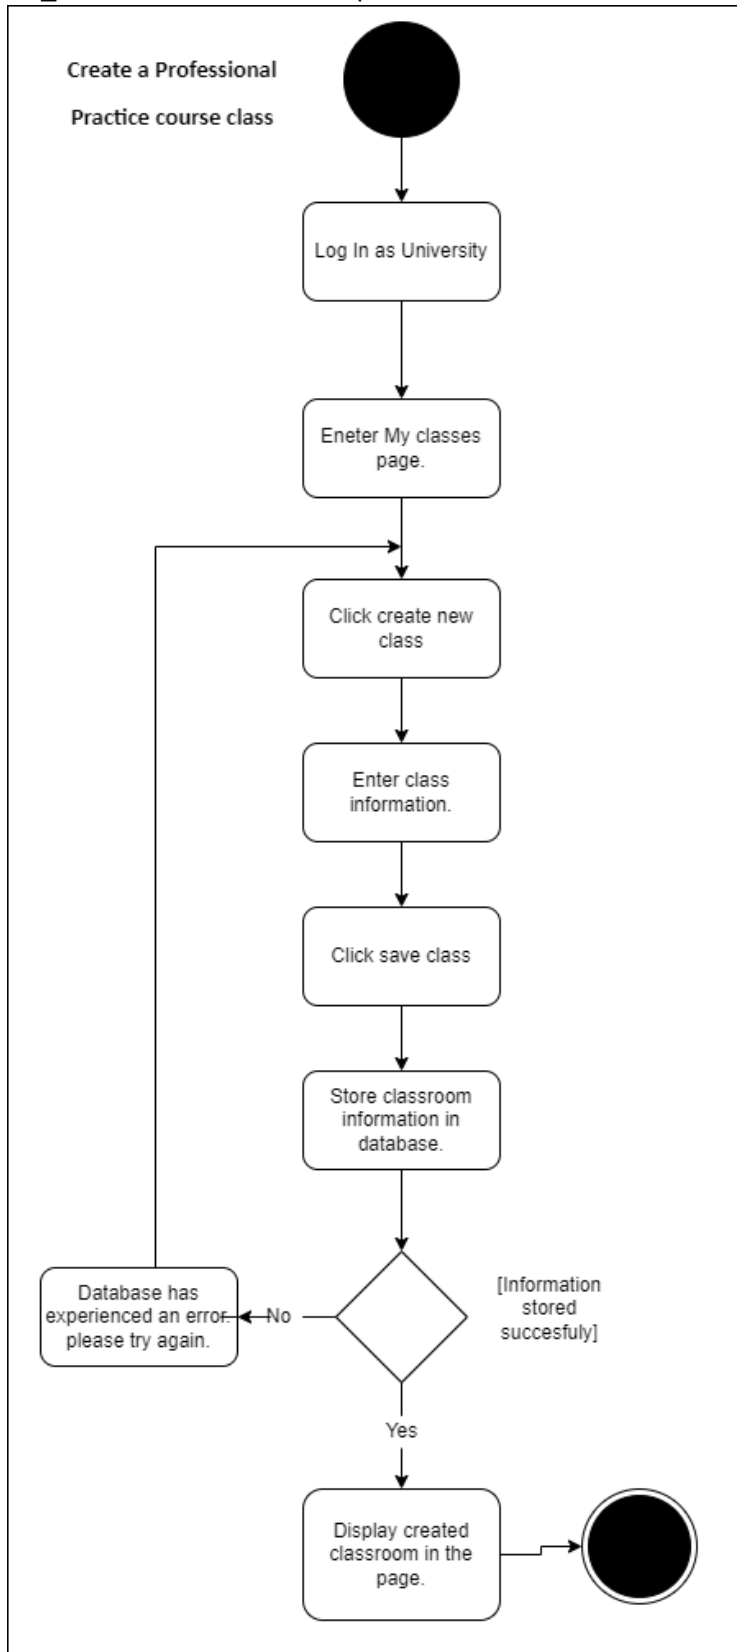 Create a Professional
Practice course class
Log In as University
Eneter My classes
page.
Click create new
class
Enter class
information.
Click save class
Store classroom
information in
database.
[Information
stored
succesfuly]
No
Database has
experienced an error.
please try again.
Yes
Display created
classroom in the
page.